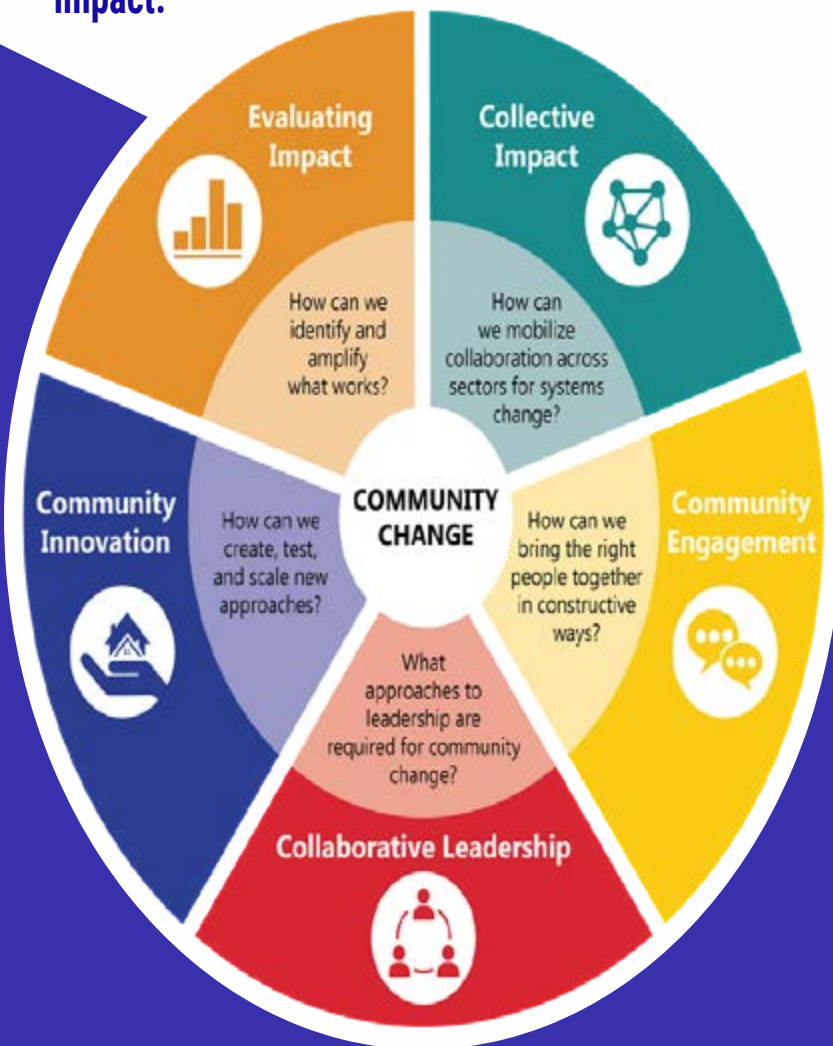 impact.
Evaluating
Impact
How can we
identify and
amplify
what works?
Collective
Impact
How can
we mobilize
collaboration across
sectors for systems
change?
Community
Engagement
How can we
bring the right
people together
in constructive
ways?
Collaborative Leadership
What
approaches to
leadership are
required for community
change?
Community
Innovation
How can we
create, test,
and scale new
approaches?
COMMUNITY
CHANGE